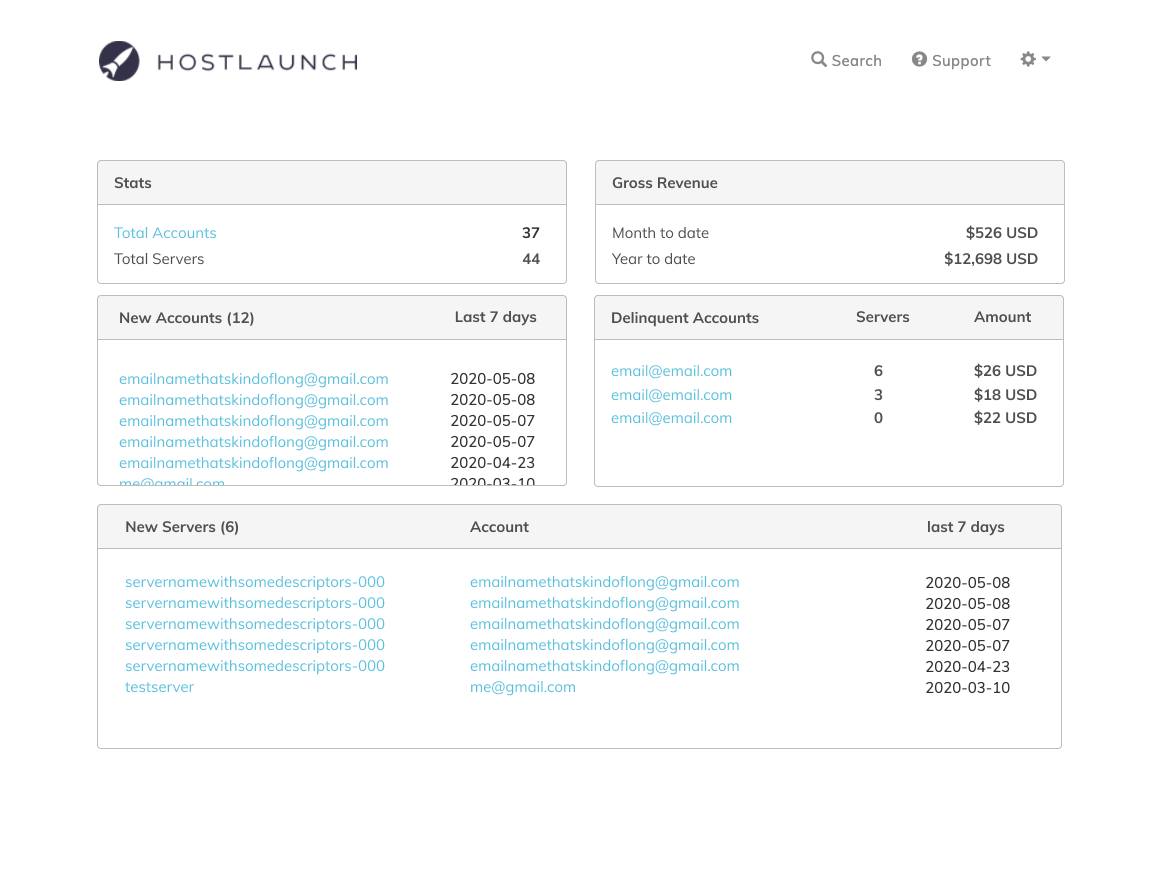 HOSTLAUNCH
Search Support
Stats
Total Accounts 37
Total Servers 44
Gross Revenue
Month to date $526 USD
Year to date $12,698 USD
New Accounts (12) Last 7 days
emailnamethatskindoflong@gmail.com 2020-05-08
emailnamethatskindoflong@gmail.com 2020-05-08
emailnamethatskindoflong@gmail.com 2020-05-07
emailnamethatskindoflong@gmail.com 2020-05-07
emailnamethatskindoflong@gmail.com 2020-04-23
me@gmail.com 2020-03-10
Delinquent Accounts Servers Amount
email@email.com 6 $26 USD
email@email.com 3 $18 USD
email@email.com 0 $22 USD
New Servers (6) Account last 7 days
servernamewithsomedescriptors-000 emailnamethatskindoflong@gmail.com 2020-05-08
servernamewithsomedescriptors-000 emailnamethatskindoflong@gmail.com 2020-05-08
servernamewithsomedescriptors-000 emailnamethatskindoflong@gmail.com 2020-05-07
servernamewithsomedescriptors-000 emailnamethatskindoflong@gmail.com 2020-05-07
servernamewithsomedescriptors-000 emailnamethatskindoflong@gmail.com 2020-04-23
testserver me@gmail.com 2020-03-10